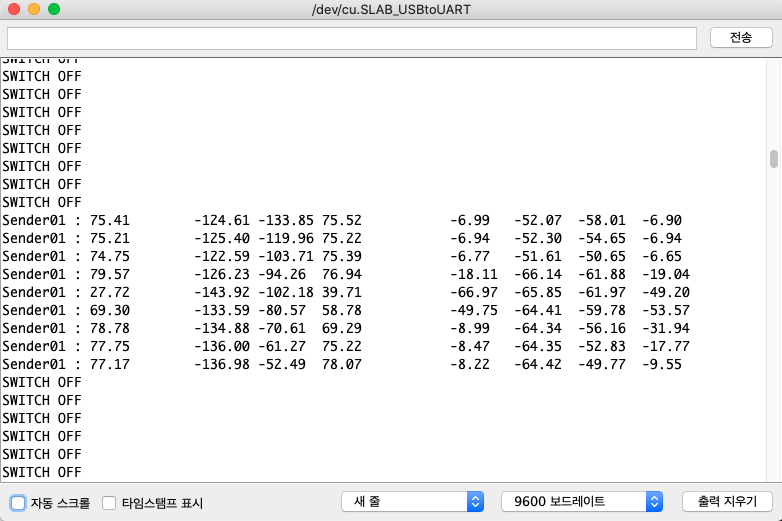 /dev/cu.SLAB_USBtoUART
전송
SWITCH OFF
SWITCH OFF
SWITCH OFF
SWITCH OFF
SWITCH OFF
SWITCH OFF
SWITCH OFF
SWITCH OFF
SWITCH OFF
Sender01 : 75.41 -124.61 -133.85 75.52 -6.99 -52.07 -58.01 -6.90
Sender01 : 75.21 -125.40 -119.96 75.22 -6.94 -52.30 -54.65 -6.94
Sender01 : 74.75 -122.59 -103.71 75.39 -6.77 -51.61 -50.65 -6.65
Sender01 : 79.57 -126.23 -94.26 76.94 -18.11 -66.14 -61.88 -19.04
Sender01 : 27.72 -143.92 -102.18 39.71 -66.97 -65.85 -61.97 -49.20
Sender01 : 69.30 -133.59 -80.57 58.78 -49.75 -64.41 -59.78 -53.57
Sender01 : 78.78 -134.88 -70.61 69.29 -8.99 -64.34 -56.16 -31.94
Sender01 : 77.75 -136.00 -61.27 75.22 -8.47 -64.35 -52.83 -17.77
Sender01 : 77.17 -136.98 -52.49 78.07 -8.22 -64.42 -49.77 -9.55
SWITCH OFF
SWITCH OFF
SWITCH OFF
SWITCH OFF
SWITCH OFF
SWITCH OFF
자동 스크롤 타임스탬프 표시 새 줄 9600 보드레이트 출력 지우기